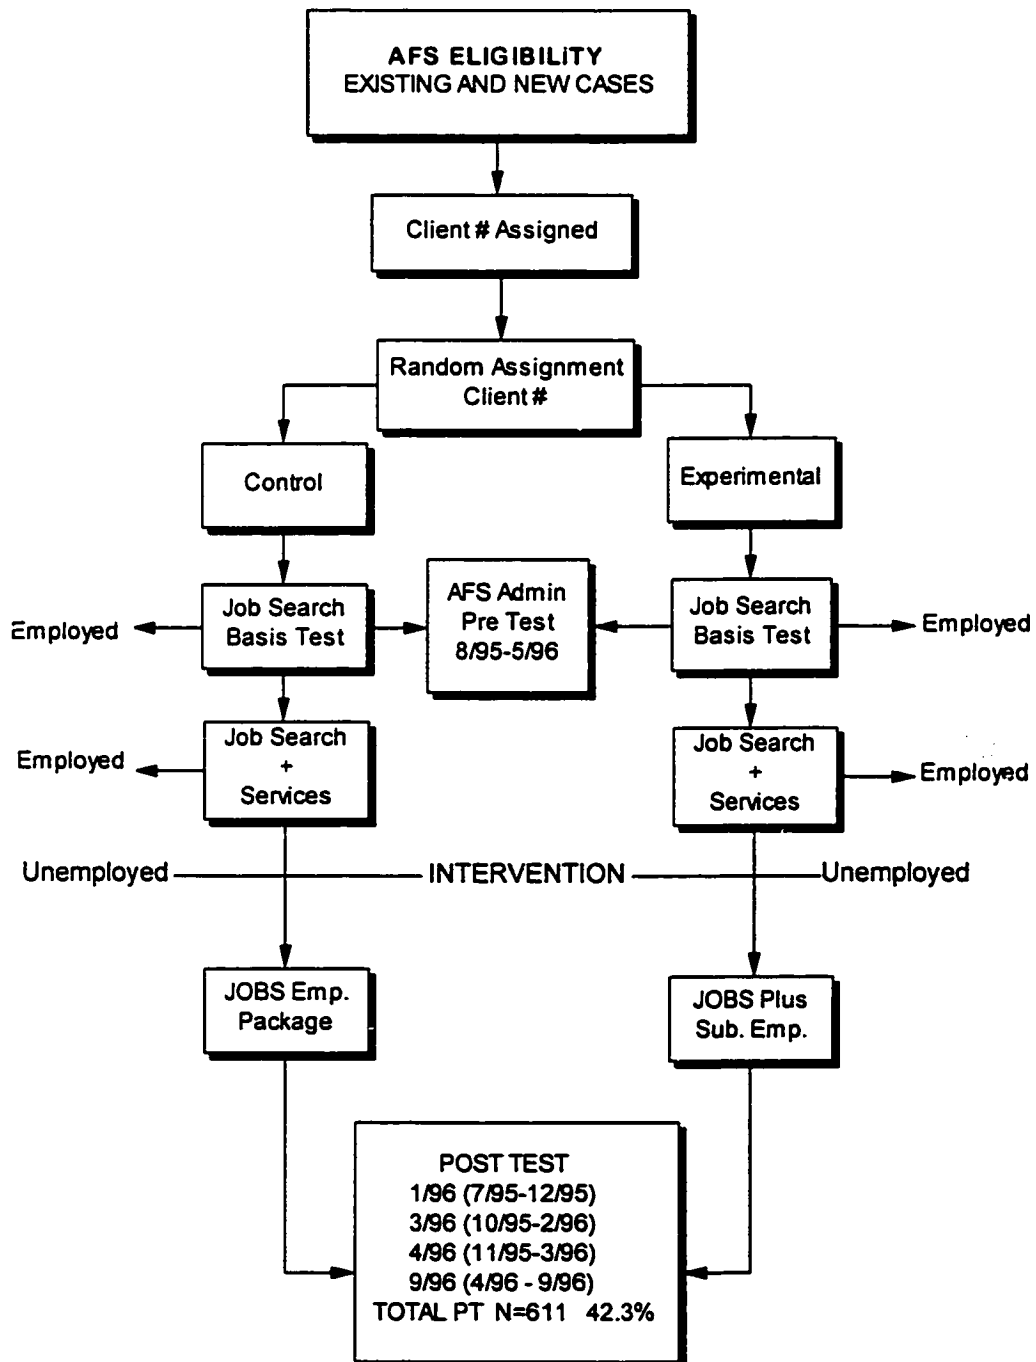 AFS ELIGIBILITY
EXISTING AND NEW CASES
Client # Assigned
Random Assignment
Client #
Control
Experimental
Employed
Job Search
Basis Test
AFS Admin
Pre Test
8/95-5/96
Job Search
Basis Test
Employed
Employed
Job Search
+
Services
Job Search
+
Services
Employed
Unemployed
INTERVENTION
Unemployed
JOBS Emp.
Package
JOBS Plus
Sub. Emp.
POST TEST
1/96 (7/95-12/95)
3/96 (10/95-2/96)
4/96 (11/95-3/96)
9/96 (4/96 - 9/96)
TOTAL PT N=611 42.3%